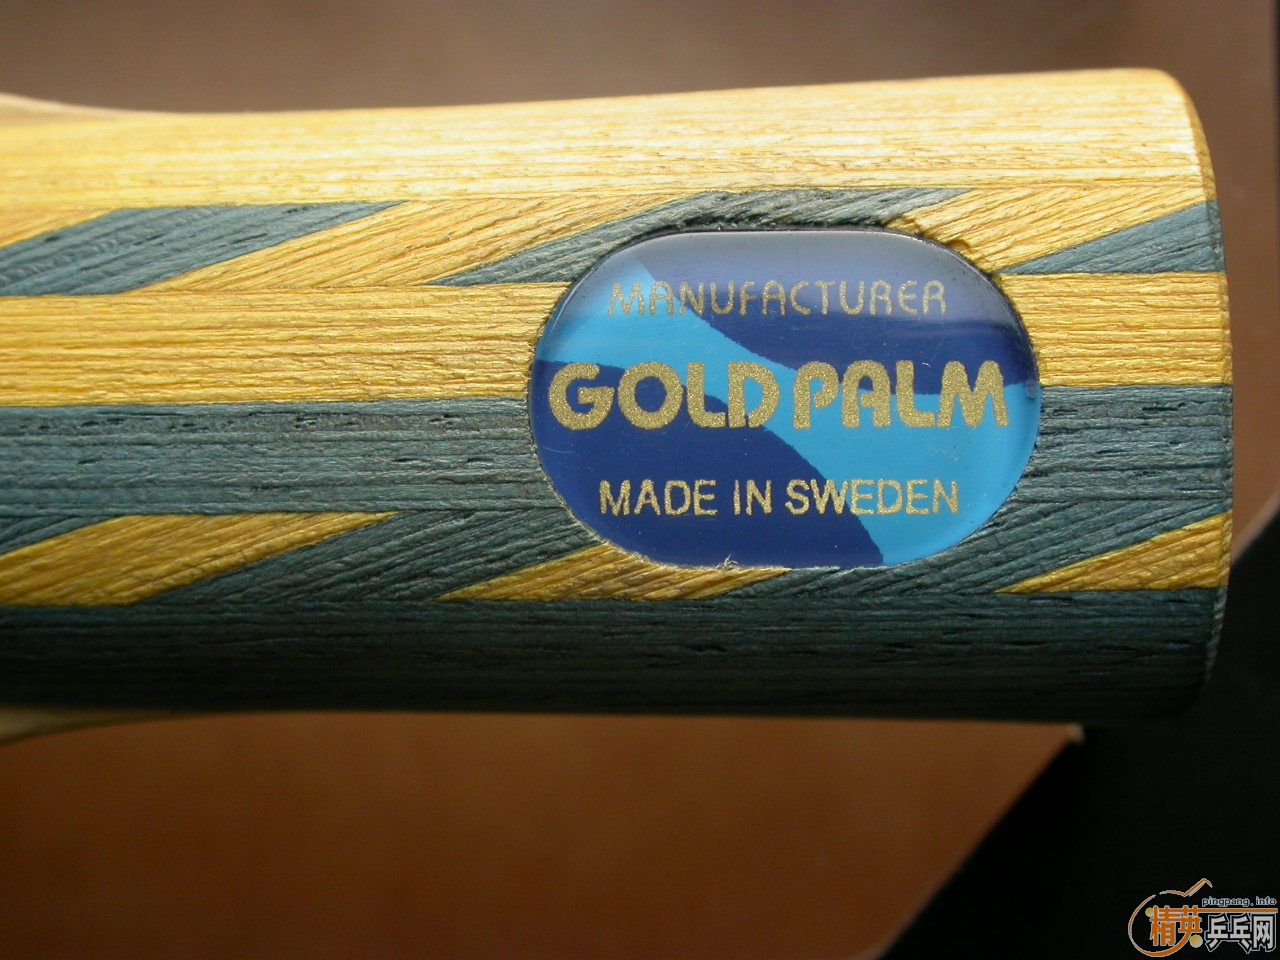 MANUFACTURER
GOLD PALM
MADE IN SWEDEN
pingpang.info
精英乒乓网